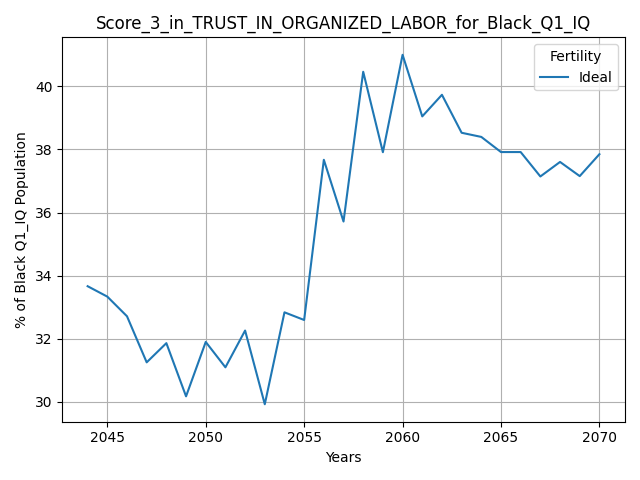 Score_3_in_TRUST_IN_ORGANIZED_LABOR_for_Black_Q1_IQ
Fertility
Ideal
% of Black Q1_IQ Population
40
38
36
34
32
30
2045 2050 2055 2060 2065 2070
Years